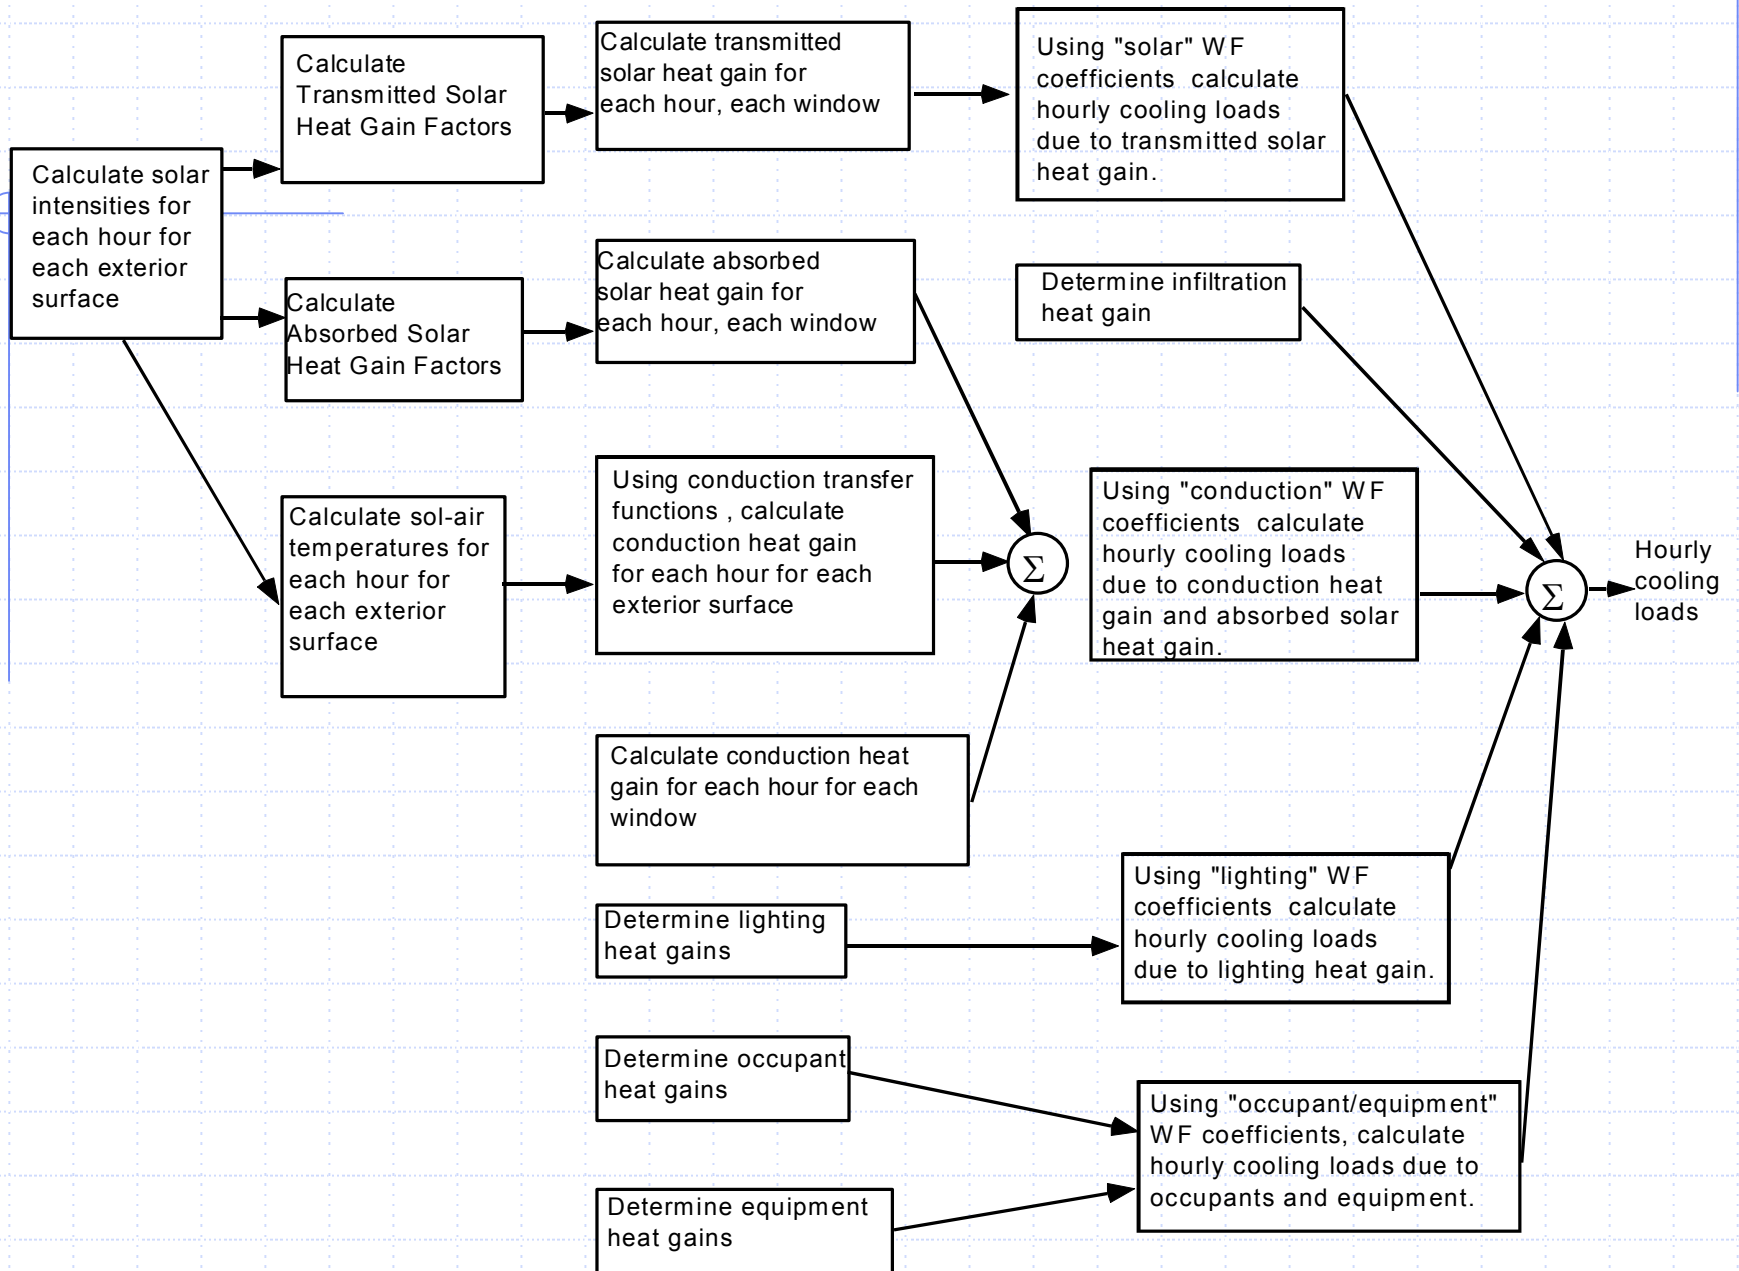 Calculate solar
intensities for
each hour for
each exterior
surface
Calculate
Transmitted Solar
Heat Gain Factors
Calculate transmitted
solar heat gain for
each hour, each window
Using "solar" WF
coefficients calculate
hourly cooling loads
due to transmitted solar
heat gain.
Calculate
Absorbed Solar
Heat Gain Factors
Calculate absorbed
solar heat gain for
each hour, each window
Determine infiltration
heat gain
Calculate sol-air
temperatures for
each hour for
each exterior
surface
Using conduction transfer
functions , calculate
conduction heat gain
for each hour for each
exterior surface
Σ
Using "conduction" WF
coefficients calculate
hourly cooling loads
due to conduction heat
gain and absorbed solar
heat gain.
Σ
Hourly
cooling
loads
Calculate conduction heat
gain for each hour for each
window
Determine lighting
heat gains
Using "lighting" WF
coefficients calculate
hourly cooling loads
due to lighting heat gain.
Determine occupant
heat gains
Using "occupant/equipment"
WF coefficients, calculate
hourly cooling loads due to
occupants and equipment.
Determine equipment
heat gains